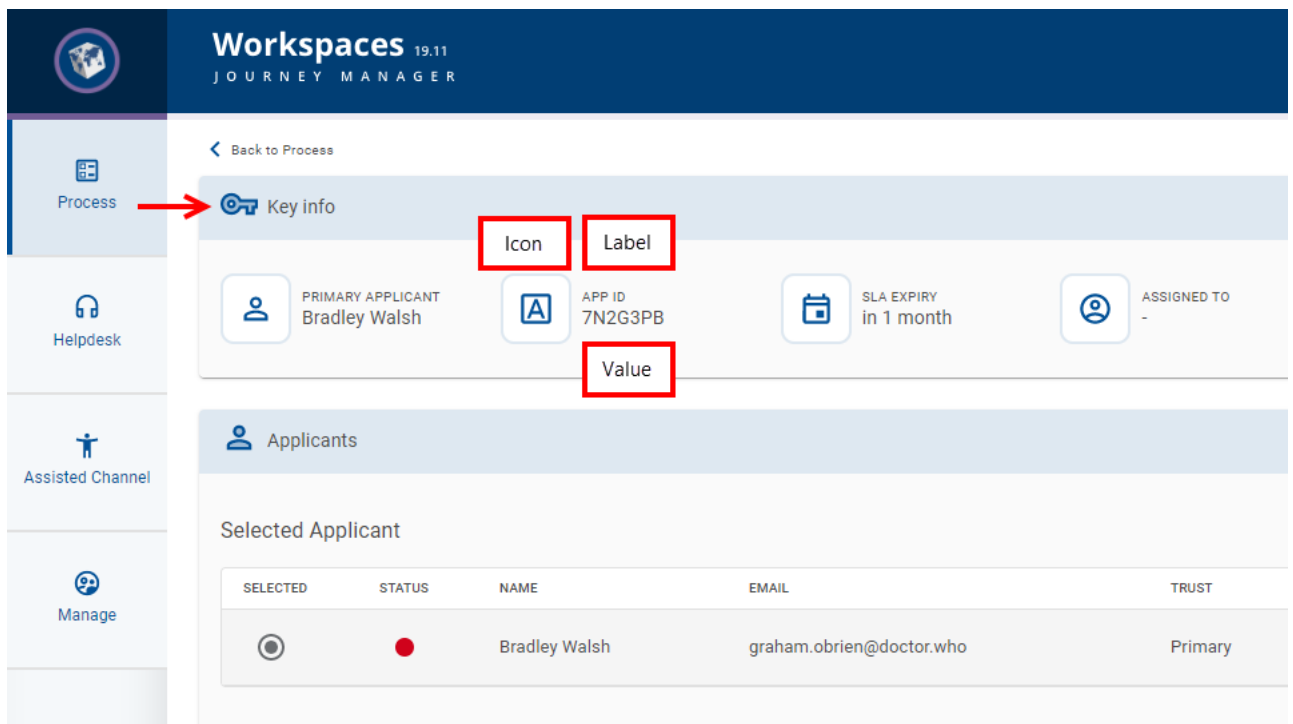 Workspaces 19.11
JOURNEY MANAGER
Back to Process
Process
Key info
Icon
Label
PRIMARY APPLICANT
Bradley Walsh
APP ID
7N2G3PB
SLA EXPIRY
in 1 month
ASSIGNED TO
-
Value
Helpdesk
Applicants
Assisted Channel
Selected Applicant
SELECTED STATUS NAME EMAIL TRUST
Manage
Bradley Walsh graham.obrien@doctor.who Primary